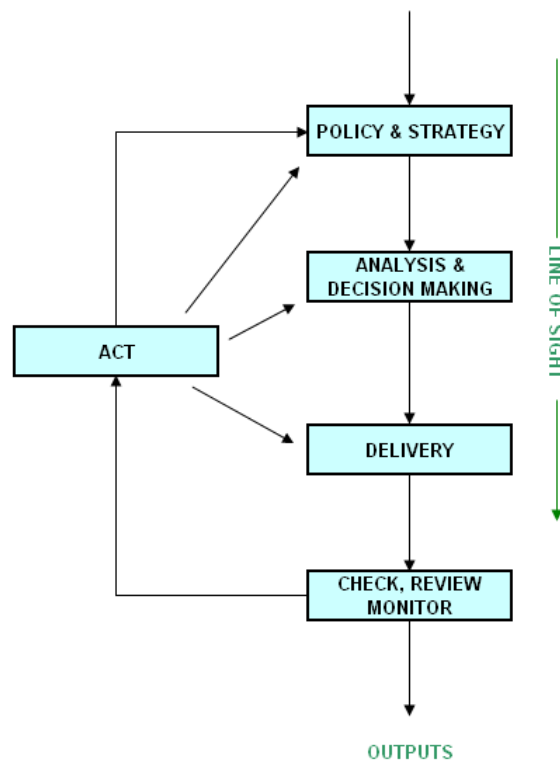 POLICY & STRATEGY
ANALYSIS &
DECISION MAKING
LINE OF SIGHT
ACT
DELIVERY
CHECK, REVIEW
MONITOR
OUTPUTS